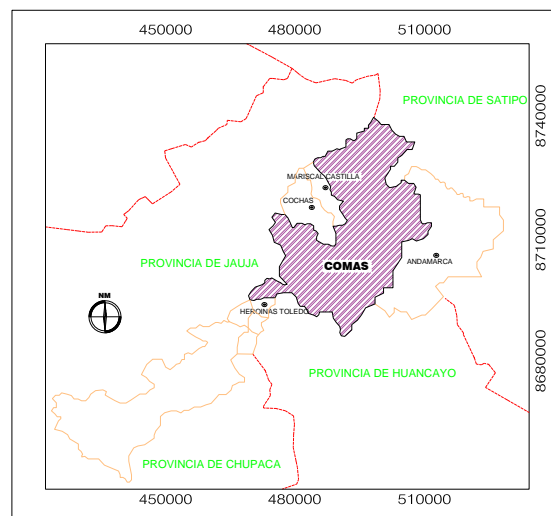 450000 480000 510000
PROVINCIA DE SATIPO
8740000
MARISCAL CASTILLA
COCHAS
8710000
PROVINCIA DE JAUJA
COMAS
ANDAMARCA
NM
HEROINAS TOLEDO
8680000
PROVINCIA DE HUANCAYO
PROVINCIA DE CHUPACA
450000 480000 510000